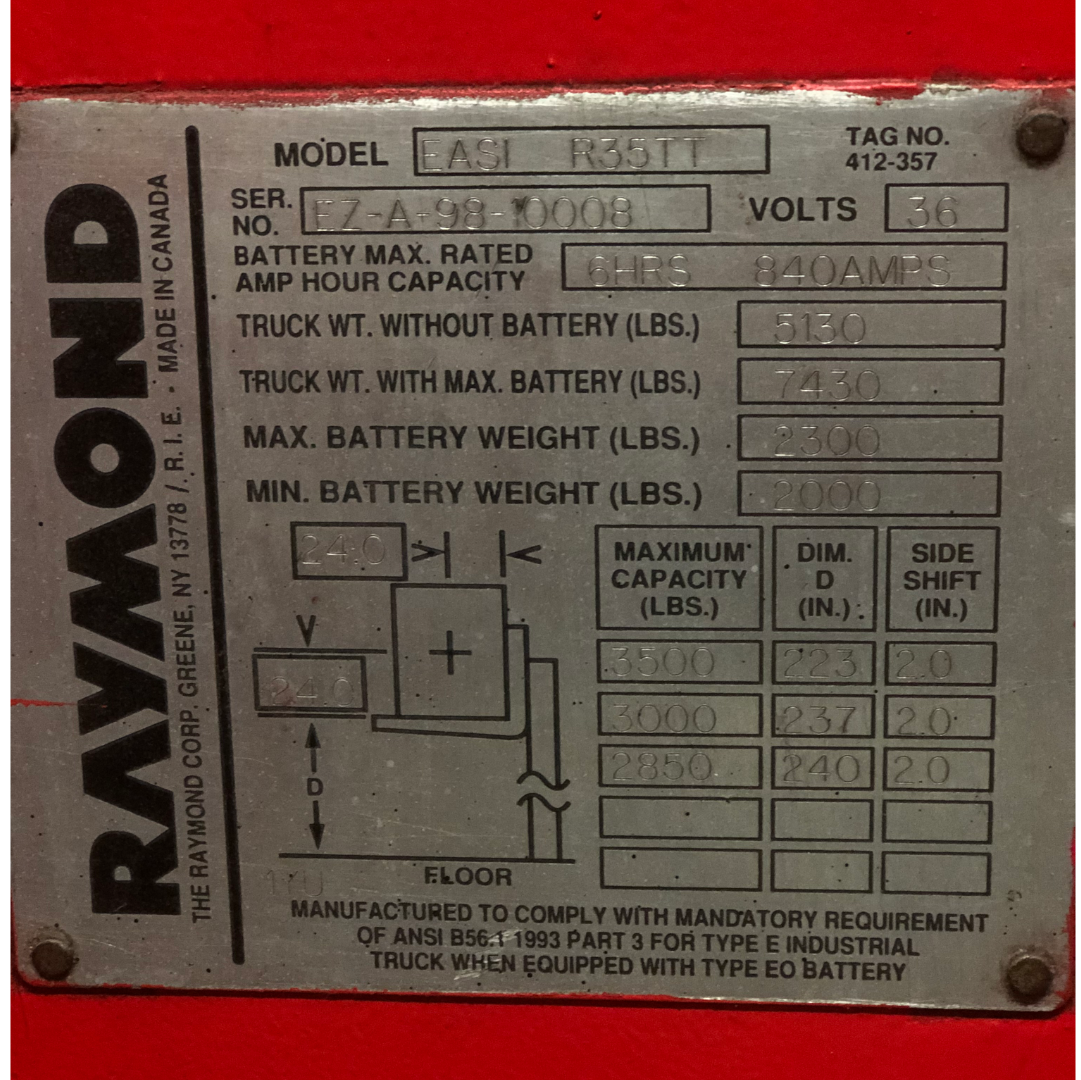 RAYMOND
THE RAYMOND CORP. GREENE, NY 13778 / R. I. E. · MADE IN CANADA
MODEL EASI R35TT
TAG NO.
412-357
SER.
NO. EZ-A-98-10008
VOLTS 36
BATTERY MAX. RATED
AMP HOUR CAPACITY 6HRS 840AMPS
TRUCK WT. WITHOUT BATTERY (LBS.) 5130
TRUCK WT. WITH MAX. BATTERY (LBS.) 7430
MAX. BATTERY WEIGHT (LBS.) 2300
MIN. BATTERY WEIGHT (LBS.) 2000
24.0
24.0
D
FLOOR
MAXIMUM
CAPACITY
(LBS.)
DIM.
D
(IN.)
SIDE
SHIFT
(IN.)
3500 223 2.0
3000 237 2.0
2850 240 2.0
MANUFACTURED TO COMPLY WITH MANDATORY REQUIREMENT
OF ANSI B56.1 1993 PART 3 FOR TYPE E INDUSTRIAL
TRUCK WHEN EQUIPPED WITH TYPE EO BATTERY